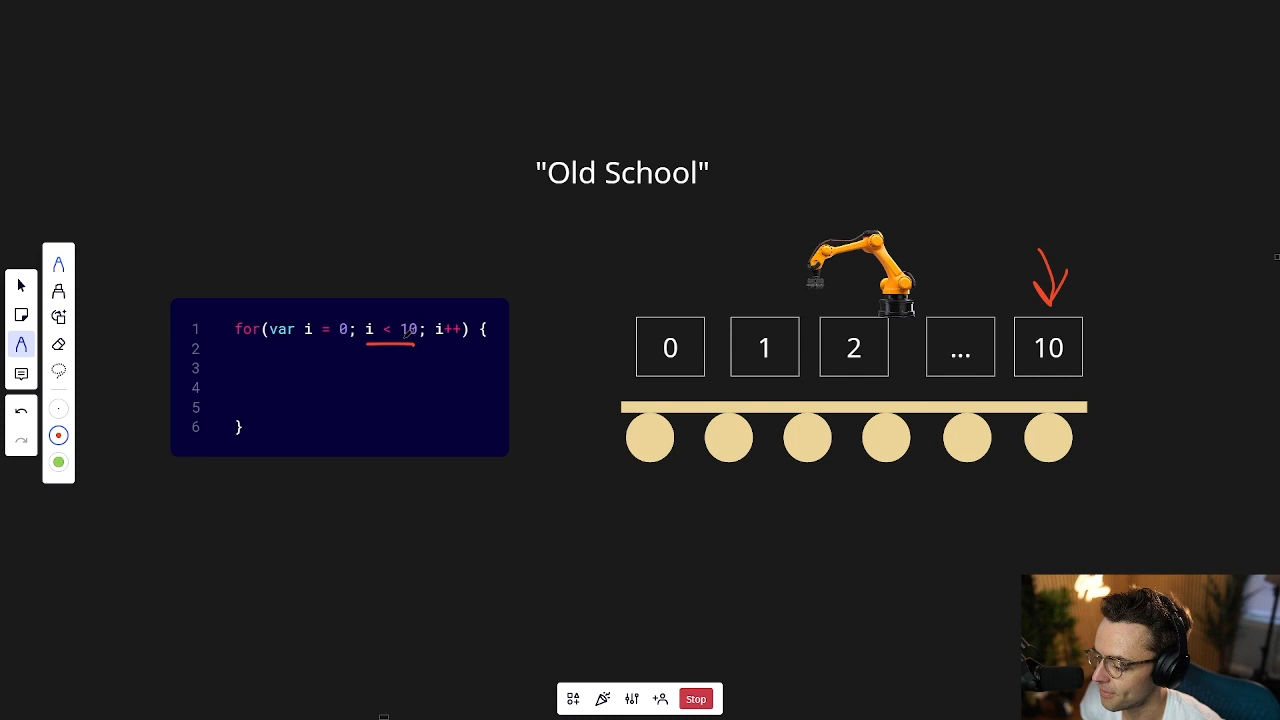 "Old School"
1 for(var i = 0; i < 10; i++) {
2
3
4
5
6 }
0 1 2 ... 10
Stop